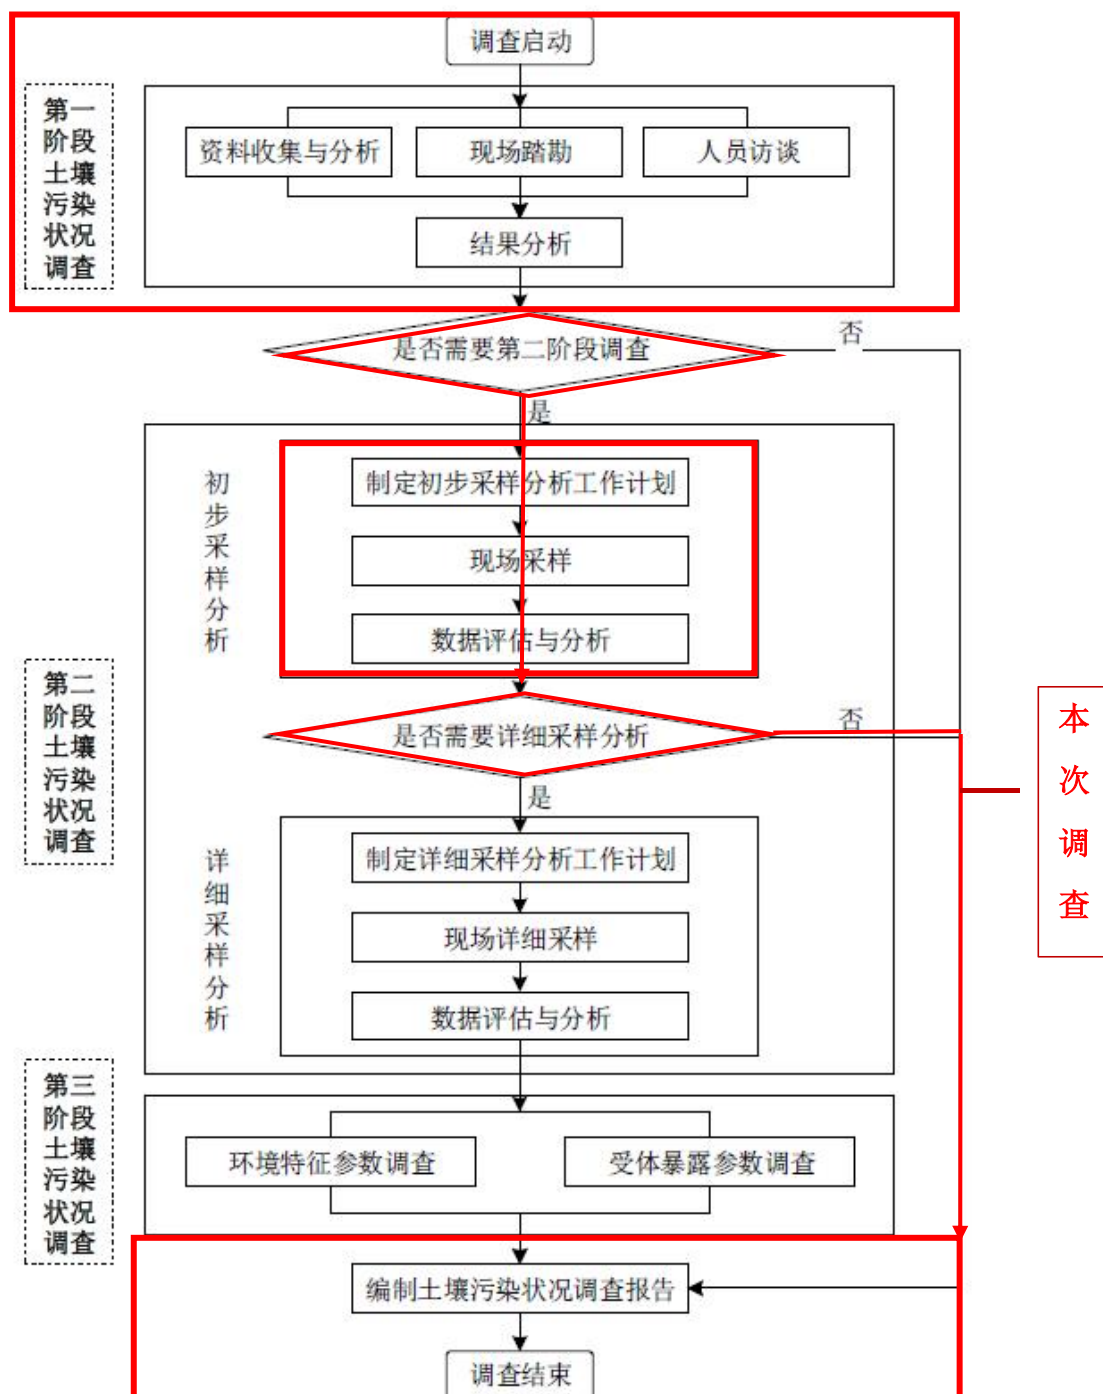 调查启动
第一
阶段
土壤
污染
状况
调查
资料收集与分析
现场踏勘
人员访谈
结果分析
是否需要第二阶段调查
否
是
初
步
采
样
分
析
制定初步采样分析工作计划
现场采样
数据评估与分析
第二
阶段
土壤
污染
状况
调查
是否需要详细采样分析
否
是
本
次
调
查
详
细
采
样
分
析
制定详细采样分析工作计划
现场详细采样
数据评估与分析
第三
阶段
土壤
污染
状况
调查
环境特征参数调查
受体暴露参数调查
编制土壤污染状况调查报告
调查结束